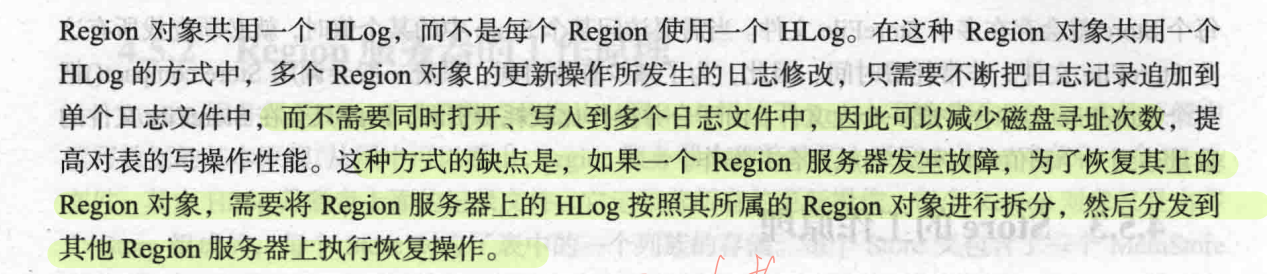 Region 对象共用一个 HLog，而不是每个 Region 使用一个 HLog。在这种 Region 对象共用一个
HLog 的方式中，多个 Region 对象的更新操作所发生的日志修改，只需要不断把日志记录追加到
单个日志文件中，而不需要同时打开、写入到多个日志文件中，因此可以减少磁盘寻址次数，提
高对表的写操作性能。这种方式的缺点是，如果一个 Region 服务器发生故障，为了恢复其上的
Region 对象，需要将 Region 服务器上的 HLog 按照其所属的 Region 对象进行拆分，然后分发到
其他 Region 服务器上执行恢复操作。